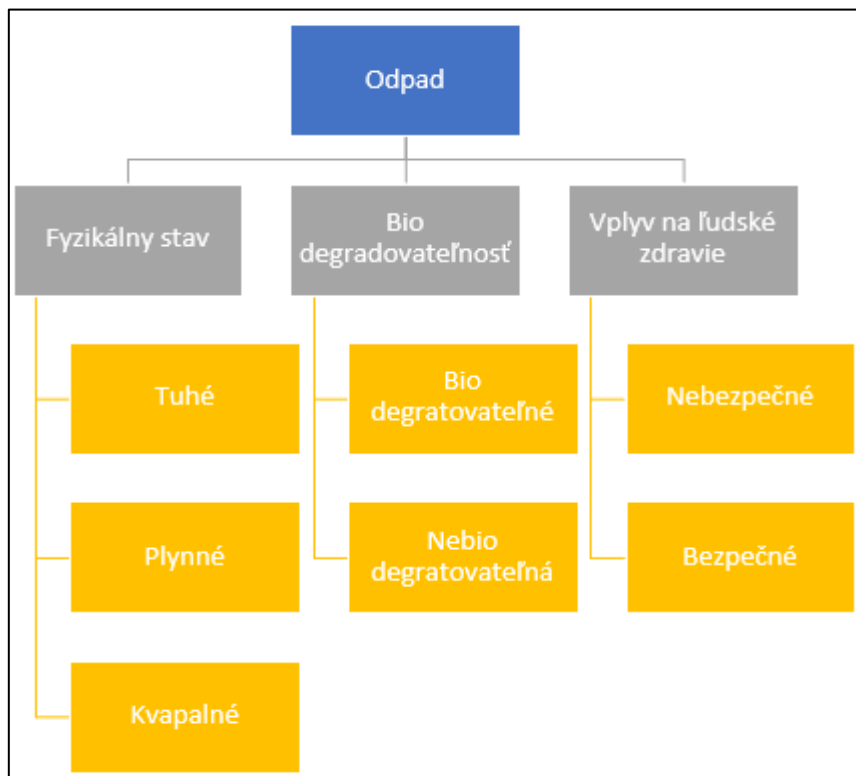 Odpad
Fyzikálny stav
Bio
degradovateľnosť
Vplyv na ľudské
zdravie
Tuhé
Bio
degratovateľné
Nebezpečné
Plynné
Nebio
degratovateľná
Bezpečné
Kvapalné